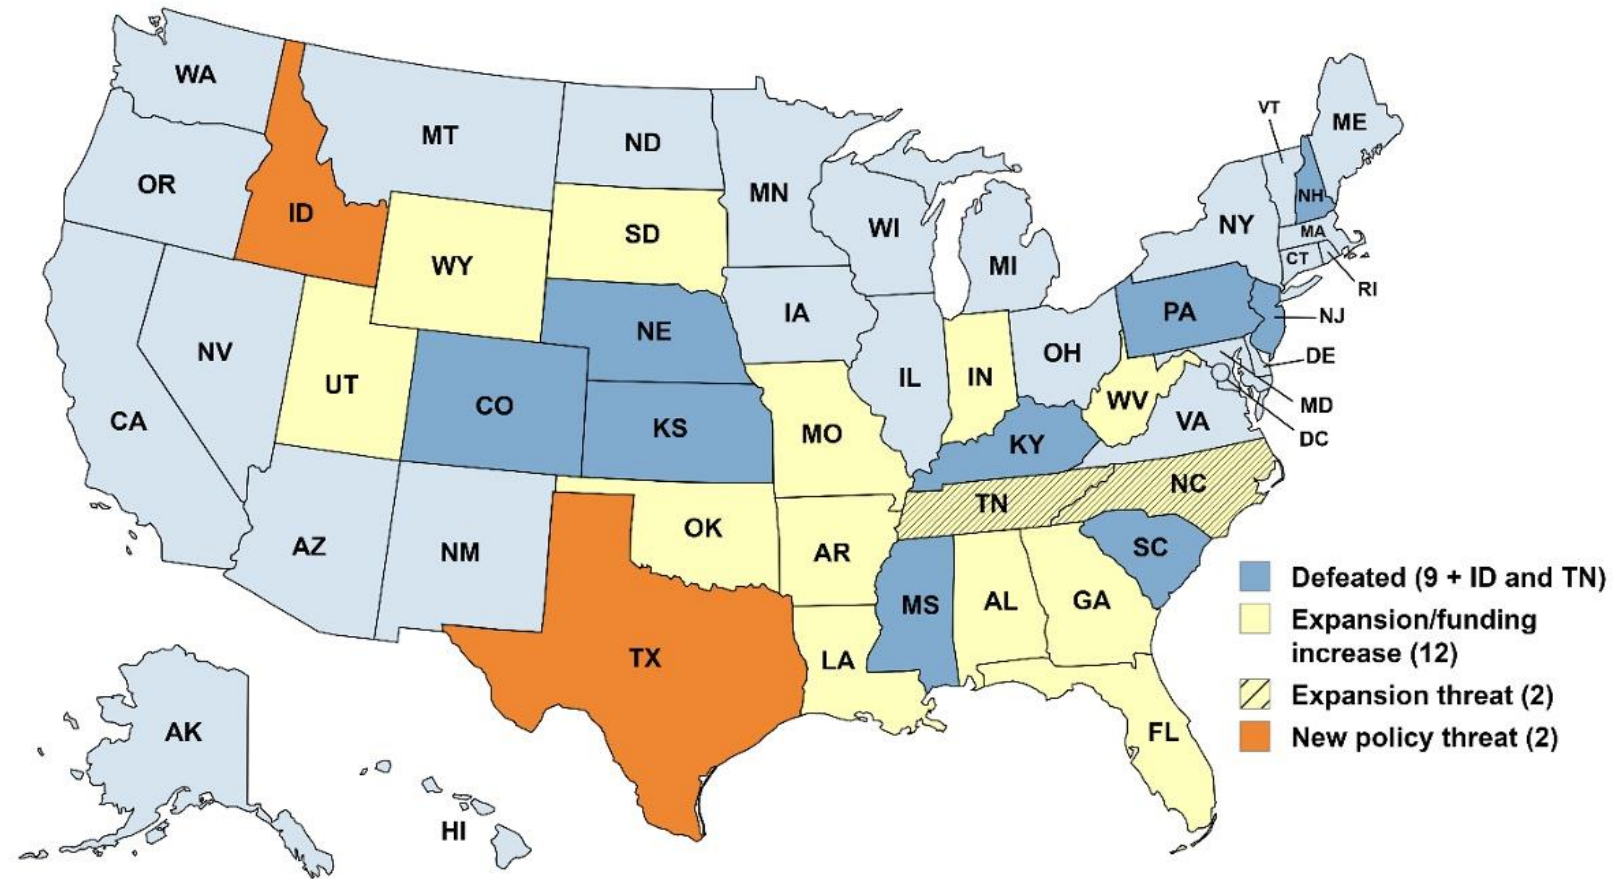 WA
VT
ME
MT
ND
OR
MN
NH
ID
NY
WI
MA
SD
CT
WY
MI
RI
PA
IA
NJ
NE
NV
OH
DE
UT
IL
IN
CO
WV
MD
CA
VA
KS
MO
DC
KY
NC
TN
OK
AZ
NM
AR
SC
Defeated (9 + ID and TN)
MS
AL
GA
Expansion/funding
increase (12)
TX
LA
Expansion threat (2)
AK
FL
New policy threat (2)
HI